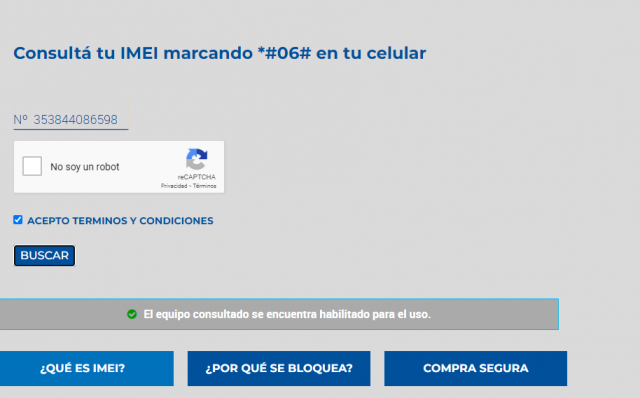 Consultá tu IMEI marcando *#06# en tu celular
Nº 353844086598
No soy un robot
reCAPTCHA
Privacidad - Términos
ACEPTO TERMINOS Y CONDICIONES
BUSCAR
El equipo consultado se encuentra habilitado para el uso.
¿QUÉ ES IMEI?
¿POR QUÉ SE BLOQUEA?
COMPRA SEGURA